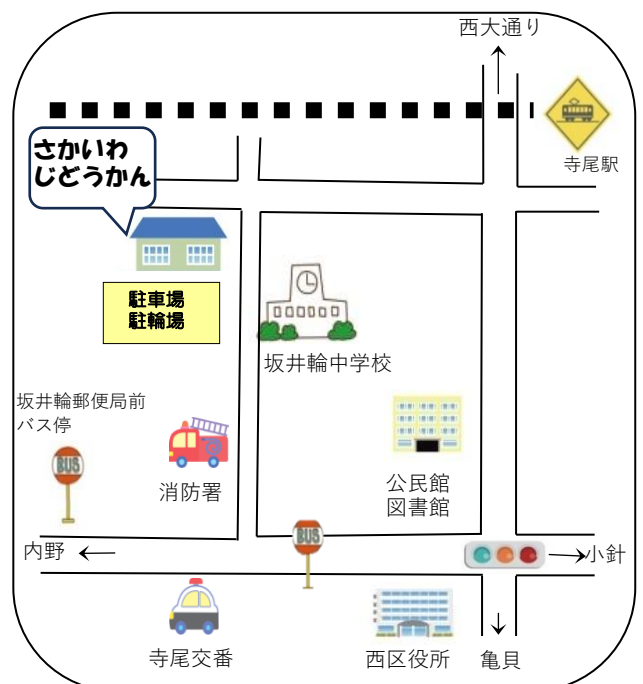 西大通り
寺尾駅
さかいわ
じどうかん
駐車場
駐輪場
坂井輪中学校
坂井輪郵便局前
バス停
BUS
消防署
公民館
図書館
BUS
内野
小針
寺尾交番
西区役所
亀貝